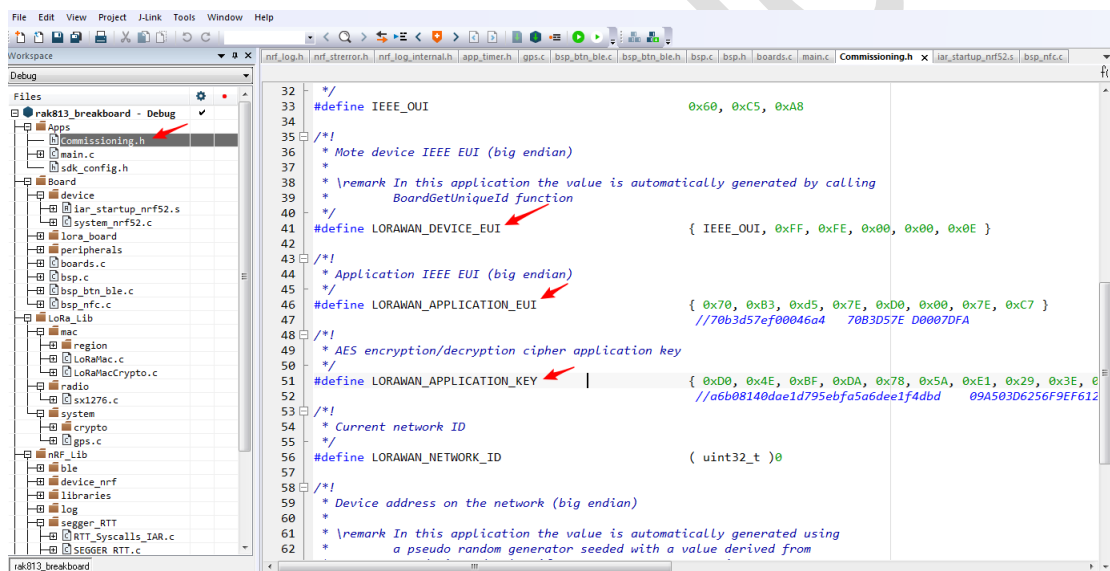 File Edit View Project J-Link Tools Window Help
Workspace
nrf_log.h nrf_strerror.h nrf_log_internal.h app_timer.h gps.c bsp_btn_ble.c bsp_btn_ble.h bsp.c bsp.h boards.c main.c Commissioning.h x iar_startup_nrf52.s bsp_nfc.c
Debug
Files
rak813_breakboard - Debug
Apps
Commissioning.h
main.c
sdk_config.h
Board
device
iar_startup_nrf52.s
system_nrf52.c
lora_board
peripherals
boards.c
bsp.c
bsp_btn_ble.c
bsp_nfc.c
LoRa_Lib
mac
region
LoRaMac.c
LoRaMacCrypto.c
radio
sx1276.c
system
crypto
gps.c
nRF_Lib
ble
device_nrf
libraries
log
segger_RTT
RTT_Syscalls_IAR.c
SEGGER RTT.c
rak813_breakboard
32 */
33 #define IEEE_OUI 0x60, 0xC5, 0xA8
34
35 /*!
36 * Mote device IEEE EUI (big endian)
37 *
38 * \remark In this application the value is automatically generated by calling
39 * BoardGetUniqueId function
40 */
41 #define LORAWAN_DEVICE_EUI { IEEE_OUI, 0xFF, 0xFE, 0x00, 0x00, 0x0E }
42
43 /*!
44 * Application IEEE EUI (big endian)
45 */
46 #define LORAWAN_APPLICATION_EUI { 0x70, 0xB3, 0xd5, 0x7E, 0xD0, 0x00, 0x7E, 0xC7 }
47 //70b3d57ef00046a4 70B3D57E D0007DFA
48 /*!
49 * AES encryption/decryption cipher application key
50 */
51 #define LORAWAN_APPLICATION_KEY { 0xD0, 0x4E, 0xBF, 0xDA, 0x78, 0x5A, 0xE1, 0x29, 0x3E, 0
52 //a6b08140dae1d795ebfa5a6dee1f4dbd 09A503D6256F9EF612
53 /*!
54 * Current network ID
55 */
56 #define LORAWAN_NETWORK_ID ( uint32_t )0
57
58 /*!
59 * Device address on the network (big endian)
60 *
61 * \remark In this application the value is automatically generated using
62 * a pseudo random generator seeded with a value derived from